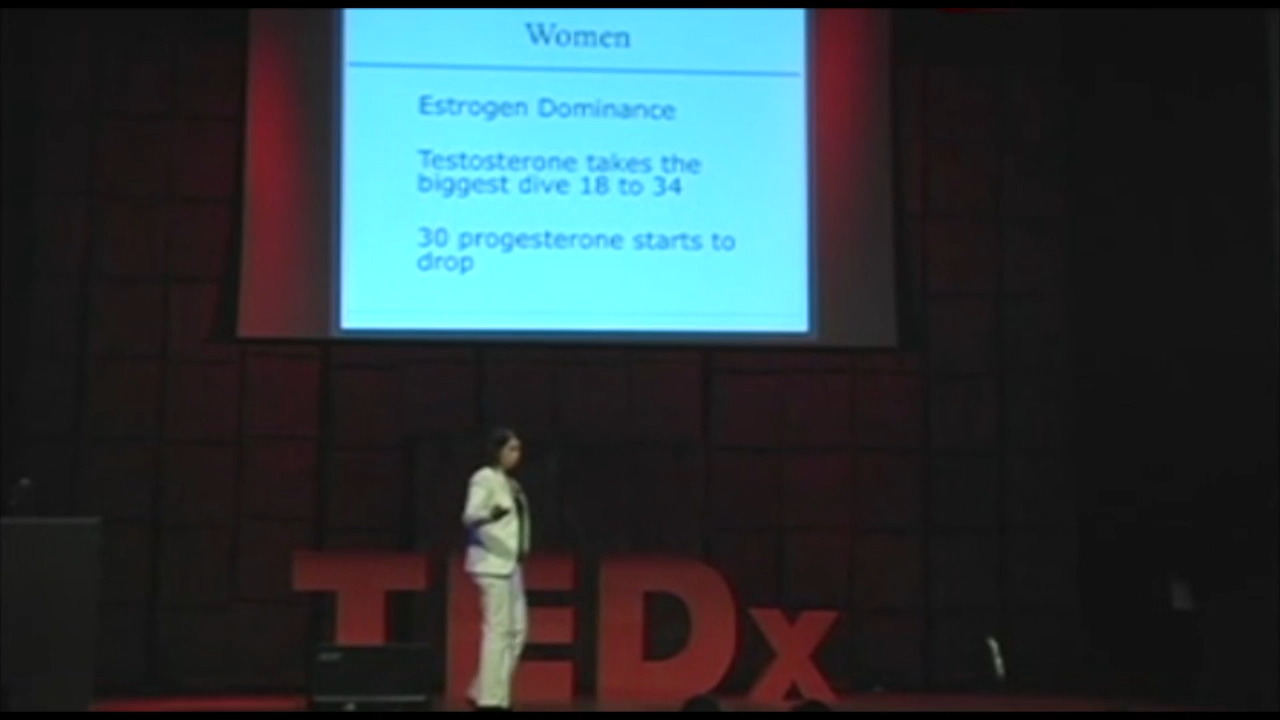 Women
Estrogen Dominance
Testosterone takes the
biggest dive 18 to 34
30 progesterone starts to
drop
TEDx